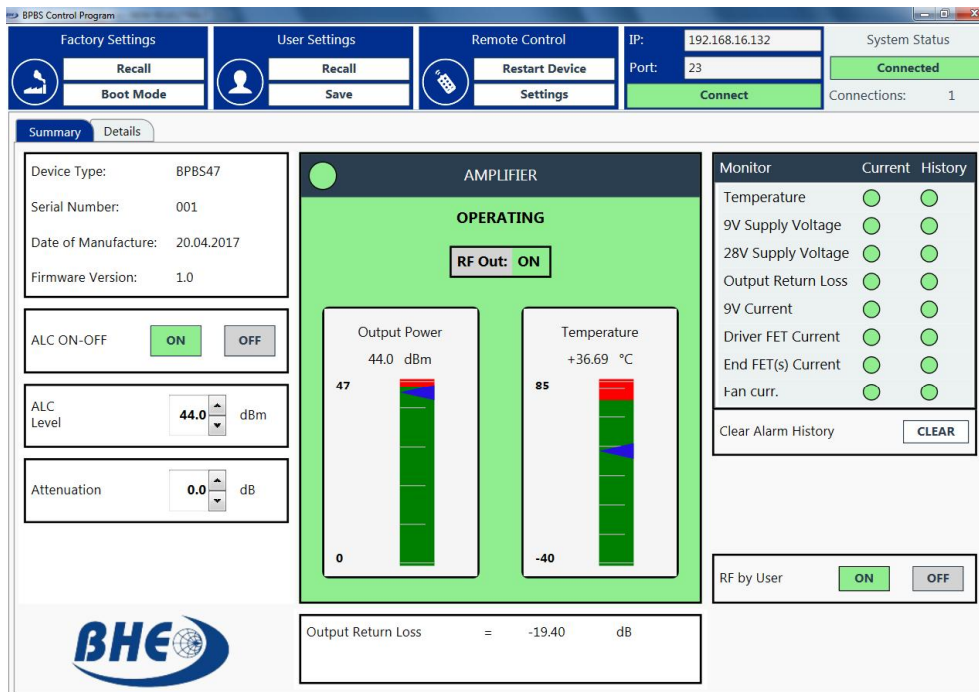 BPBS Control Program
Factory Settings
Recall
Boot Mode
User Settings
Recall
Save
Remote Control
Restart Device
Settings
IP: 192.168.16.132
Port: 23
Connect
System Status
Connected
Connections: 1
Summary Details
Device Type: BPBS47
Serial Number: 001
Date of Manufacture: 20.04.2017
Firmware Version: 1.0
ALC ON-OFF ON OFF
ALC
Level 44.0 dBm
Attenuation 0.0 dB
BHE
AMPLIFIER
OPERATING
RF Out: ON
Output Power
44.0 dBm
47
0
Temperature
+36.69 °C
85
-40
Output Return Loss = -19.40 dB
Monitor Current History
Temperature
9V Supply Voltage
28V Supply Voltage
Output Return Loss
9V Current
Driver FET Current
End FET(s) Current
Fan curr.
Clear Alarm History CLEAR
RF by User ON OFF